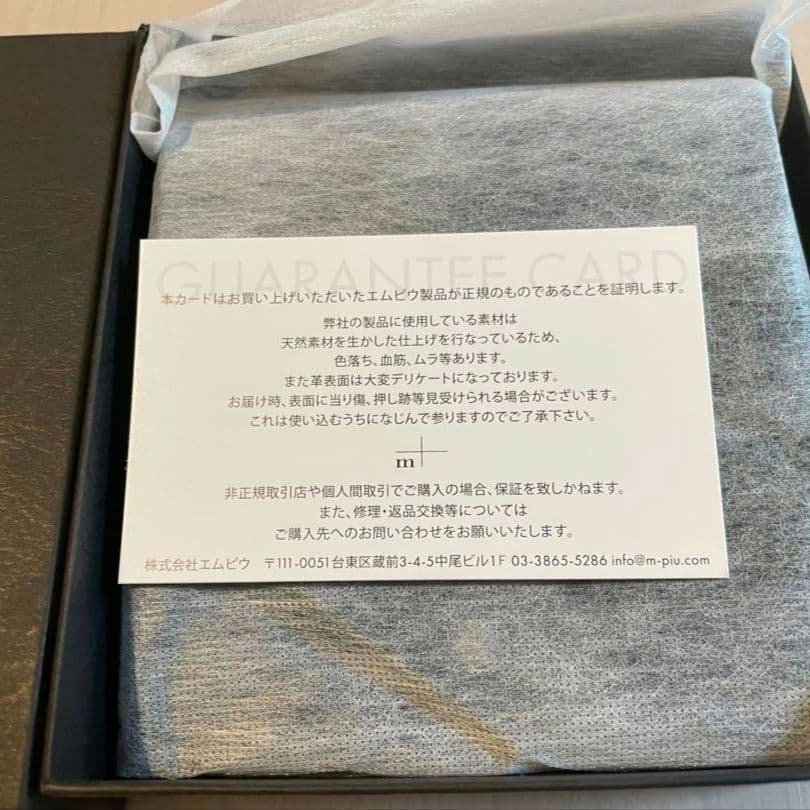 GUARANTEE CARD
本カードはお買い上げいただいたエムピウ製品が正規のものであることを証明します。
弊社の製品に使用している素材は
天然素材を生かした仕上げを行なっているため、
色落ち、血筋、ムラ等あります。
また革表面は大変デリケートになっております。
お届け時、表面に当り傷、押し跡等見受けられる場合がございます。
これは使い込むうちになじんで参りますのでご了承下さい。
m+
非正規取引店や個人間取引でご購入の場合、保証を致しかねます。
また、修理・返品交換等については
ご購入先へのお問い合わせをお願いいたします。
株式会社エムピウ 〒111-0051台東区蔵前3-4-5中尾ビル1F 03-3865-5286 info@m-piu.com